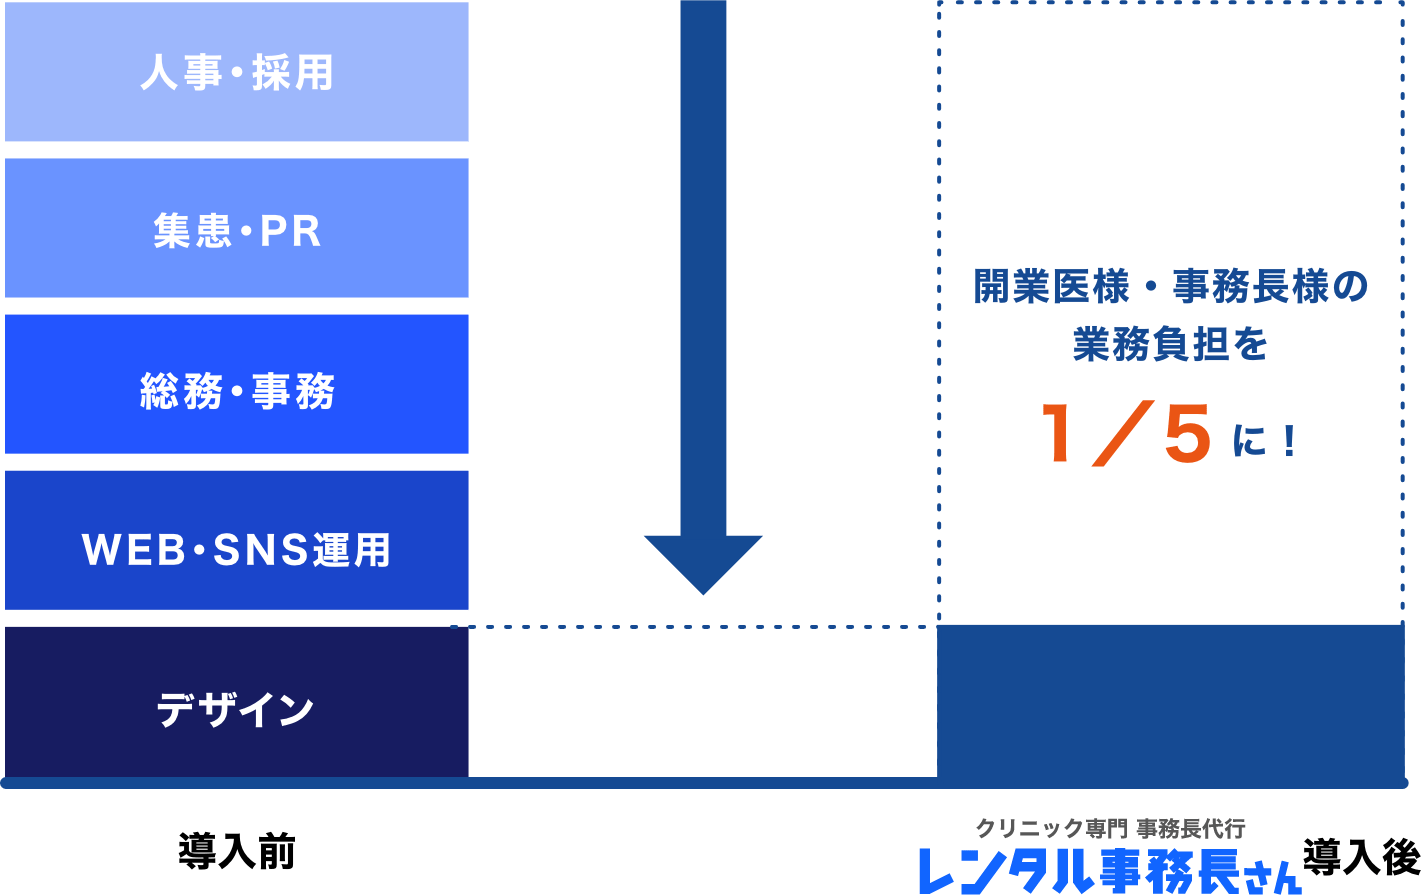 人事・採用
集患・PR
総務・事務
WEB・SNS運用
デザイン
開業医様・事務長様の
業務負担を
1／5 に！
導入前
クリニック専門 事務長代行
レンタル事務長さん 導入後